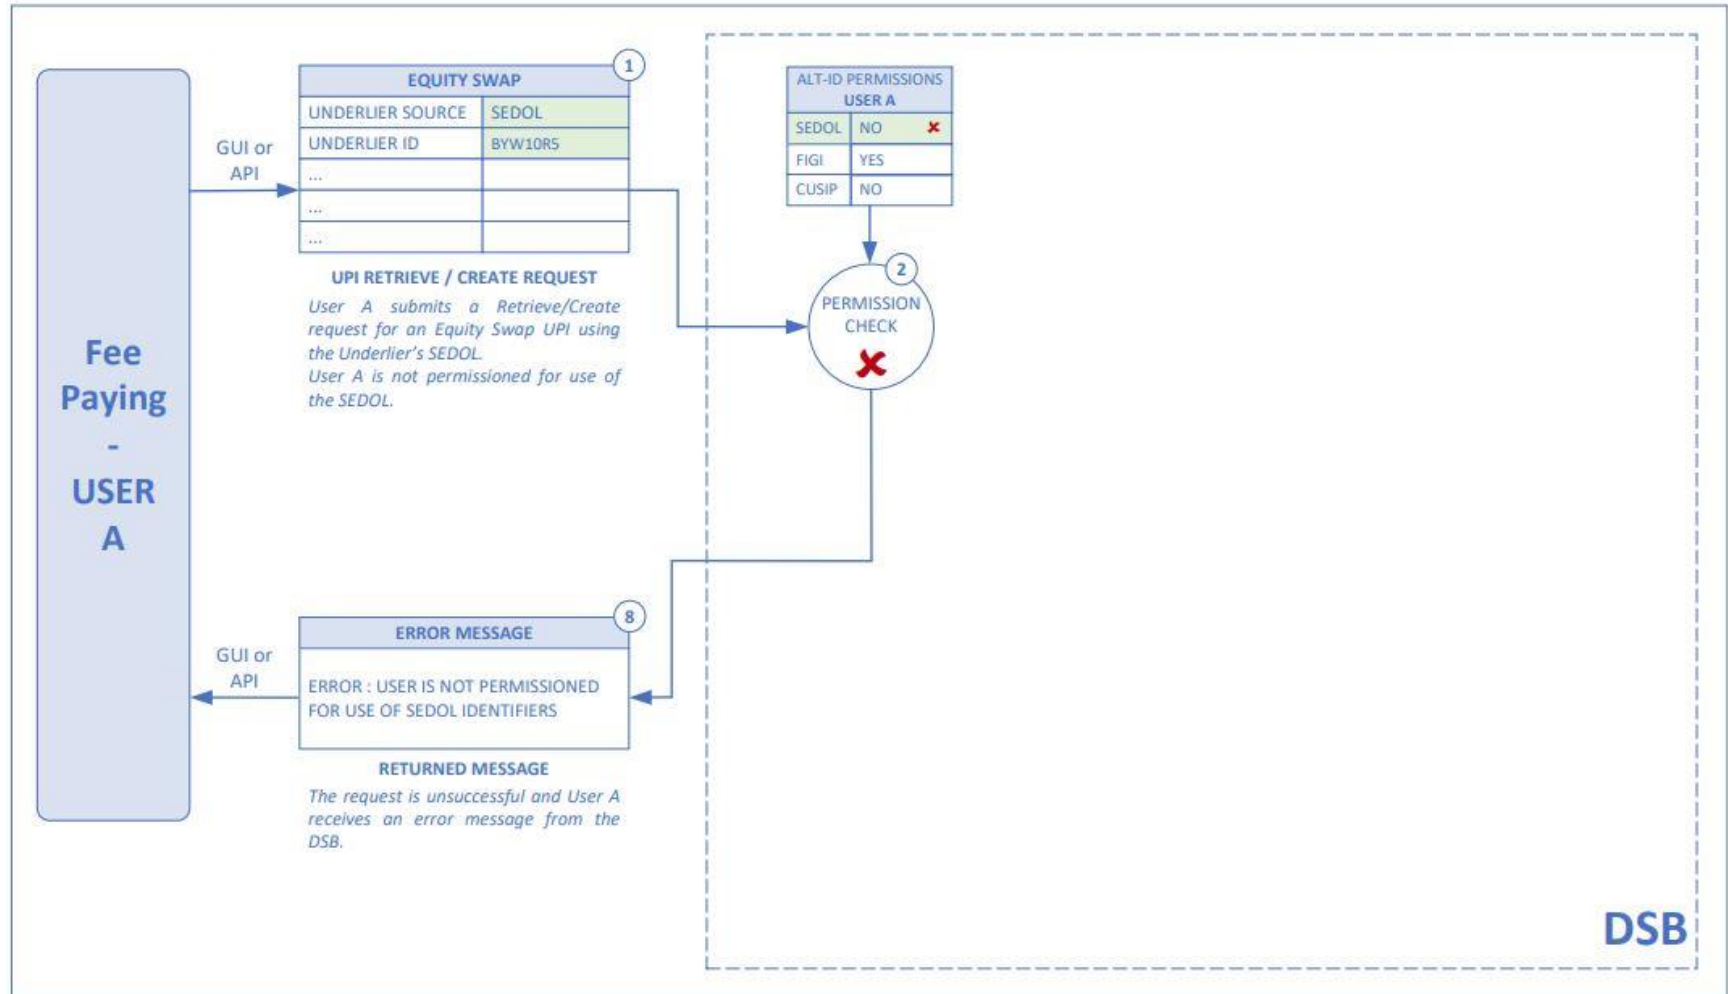 Fee
Paying
-
USER
A
GUI or
API
EQUITY SWAP
1
UNDERLIER SOURCE SEDOL
UNDERLIER ID BYW10R5
...
...
...
UPI RETRIEVE / CREATE REQUEST
User A submits a Retrieve/Create
request for an Equity Swap UPI using
the Underlier's SEDOL.
User A is not permissioned for use of
the SEDOL.
ALT-ID PERMISSIONS
USER A
SEDOL NO ✘
FIGI YES
CUSIP NO
2
PERMISSION
CHECK
✘
GUI or
API
ERROR MESSAGE
8
ERROR : USER IS NOT PERMISSIONED
FOR USE OF SEDOL IDENTIFIERS
RETURNED MESSAGE
The request is unsuccessful and User A
receives an error message from the
DSB.
DSB